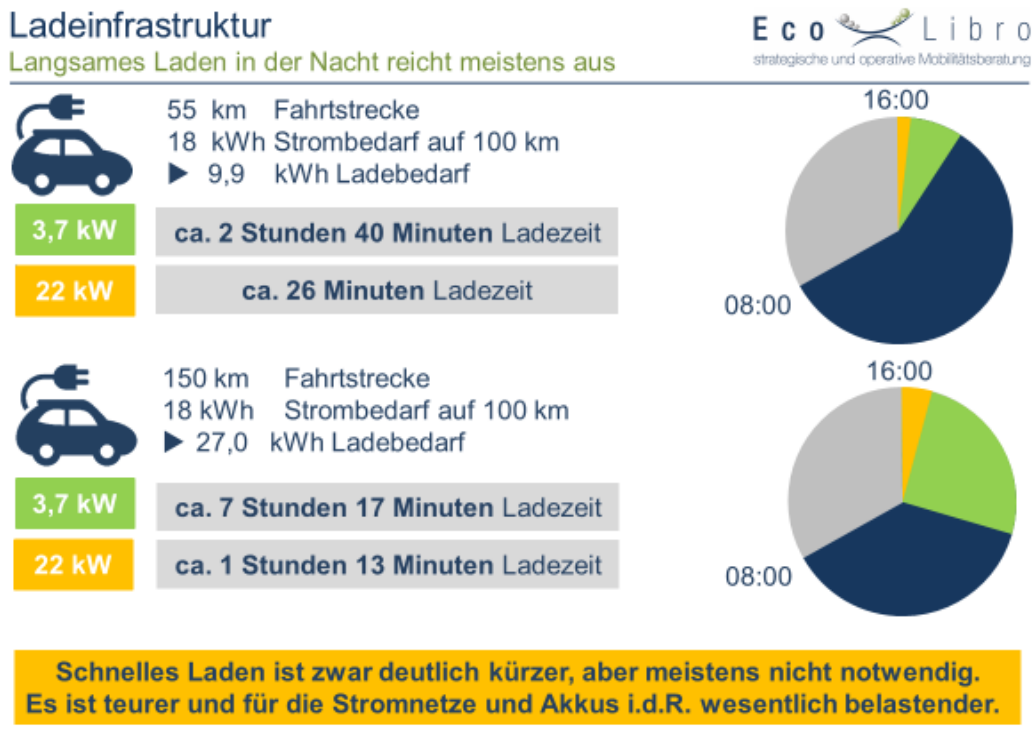 Ladeinfrastruktur
Langsames Laden in der Nacht reicht meistens aus
Eco Libro
strategische und operative Mobilitätsberatung
55 km Fahrtstrecke
18 kWh Strombedarf auf 100 km
▶ 9,9 kWh Ladebedarf
3,7 kW
ca. 2 Stunden 40 Minuten Ladezeit
22 kW
ca. 26 Minuten Ladezeit
16:00
08:00
150 km Fahrtstrecke
18 kWh Strombedarf auf 100 km
▶ 27,0 kWh Ladebedarf
3,7 kW
ca. 7 Stunden 17 Minuten Ladezeit
22 kW
ca. 1 Stunden 13 Minuten Ladezeit
16:00
08:00
Schnelles Laden ist zwar deutlich kürzer, aber meistens nicht notwendig.
Es ist teurer und für die Stromnetze und Akkus i.d.R. wesentlich belastender.